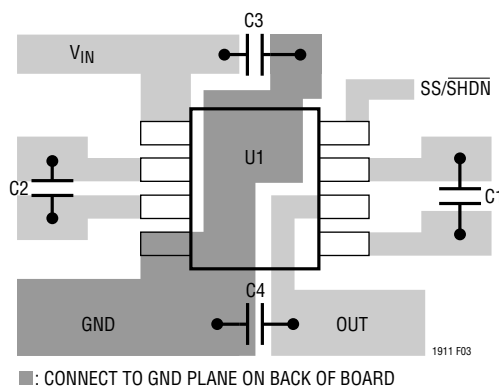 C3
VIN
SS/SHDN
U1
C2
C1
C4
GND
OUT
1911 F03
: CONNECT TO GND PLANE ON BACK OF BOARD